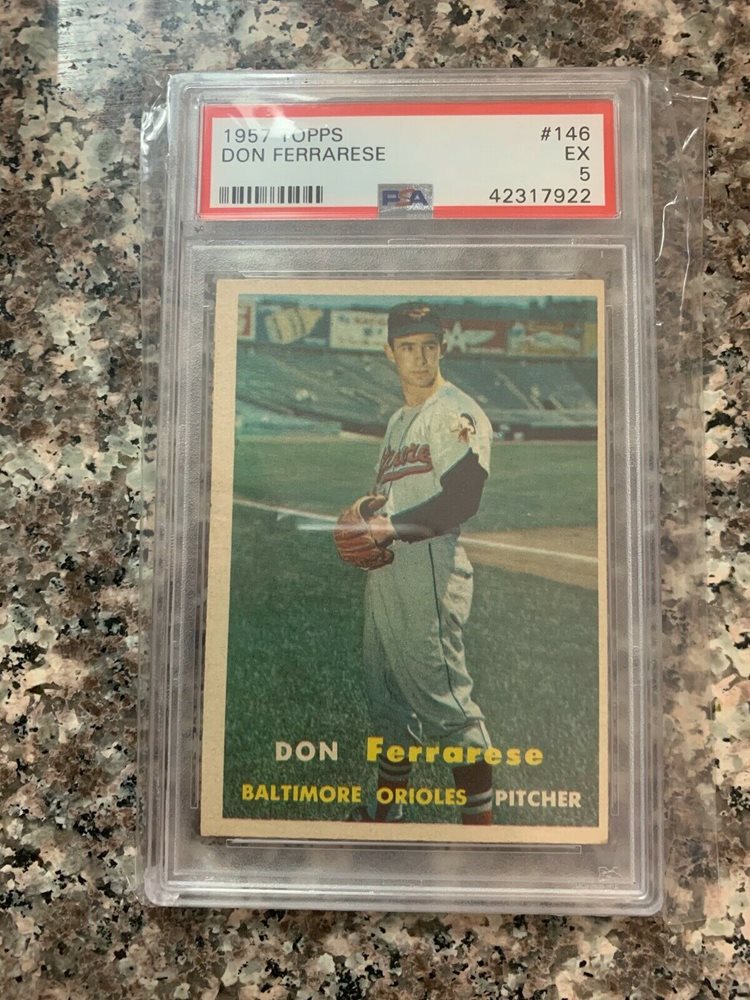 1957 TOPPS #146
DON FERRARESE EX
5
PSA 42317922
DON Ferrarese
BALTIMORE ORIOLES PITCHER